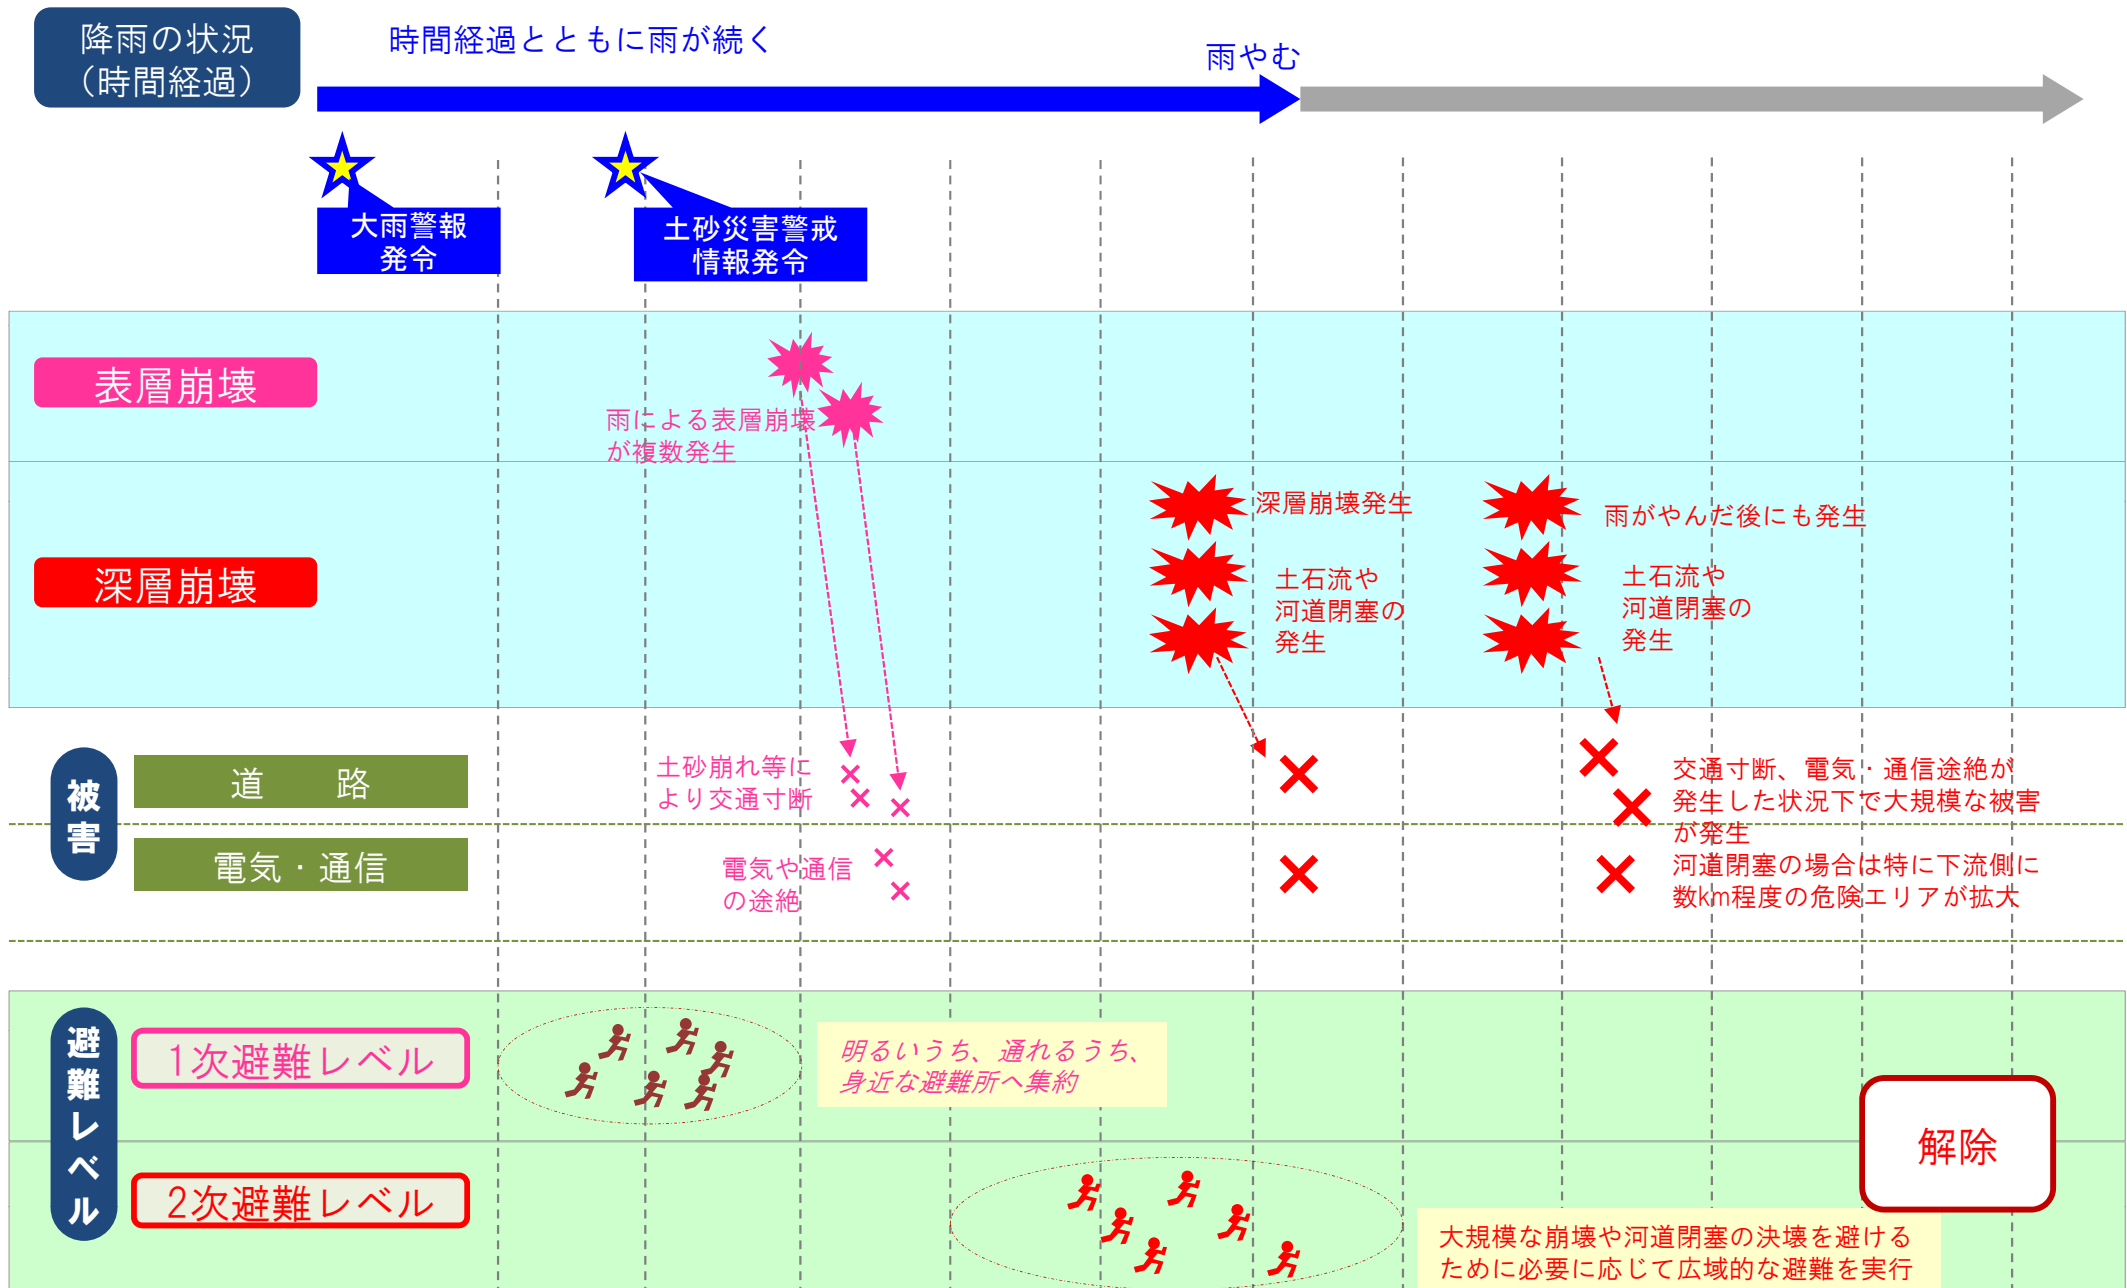 降雨の状況
（時間経過）
時間経過とともに雨が続く
雨やむ
大雨警報
発令
土砂災害警戒
情報発令
表層崩壊
雨による表層崩壊
が複数発生
深層崩壊
深層崩壊発生
土石流や
河道閉塞の
発生
雨がやんだ後にも発生
土石流や
河道閉塞の
発生
被害
道　路
土砂崩れ等に
より交通寸断
電気・通信
電気や通信
の途絶
交通寸断、電気・通信途絶が
発生した状況下で大規模な被害
が発生
河道閉塞の場合は特に下流側に
数km程度の危険エリアが拡大
避難レベル
1次避難レベル
明るいうち、通れるうち、
身近な避難所へ集約
2次避難レベル
解除
大規模な崩壊や河道閉塞の決壊を避ける
ために必要に応じて広域的な避難を実行